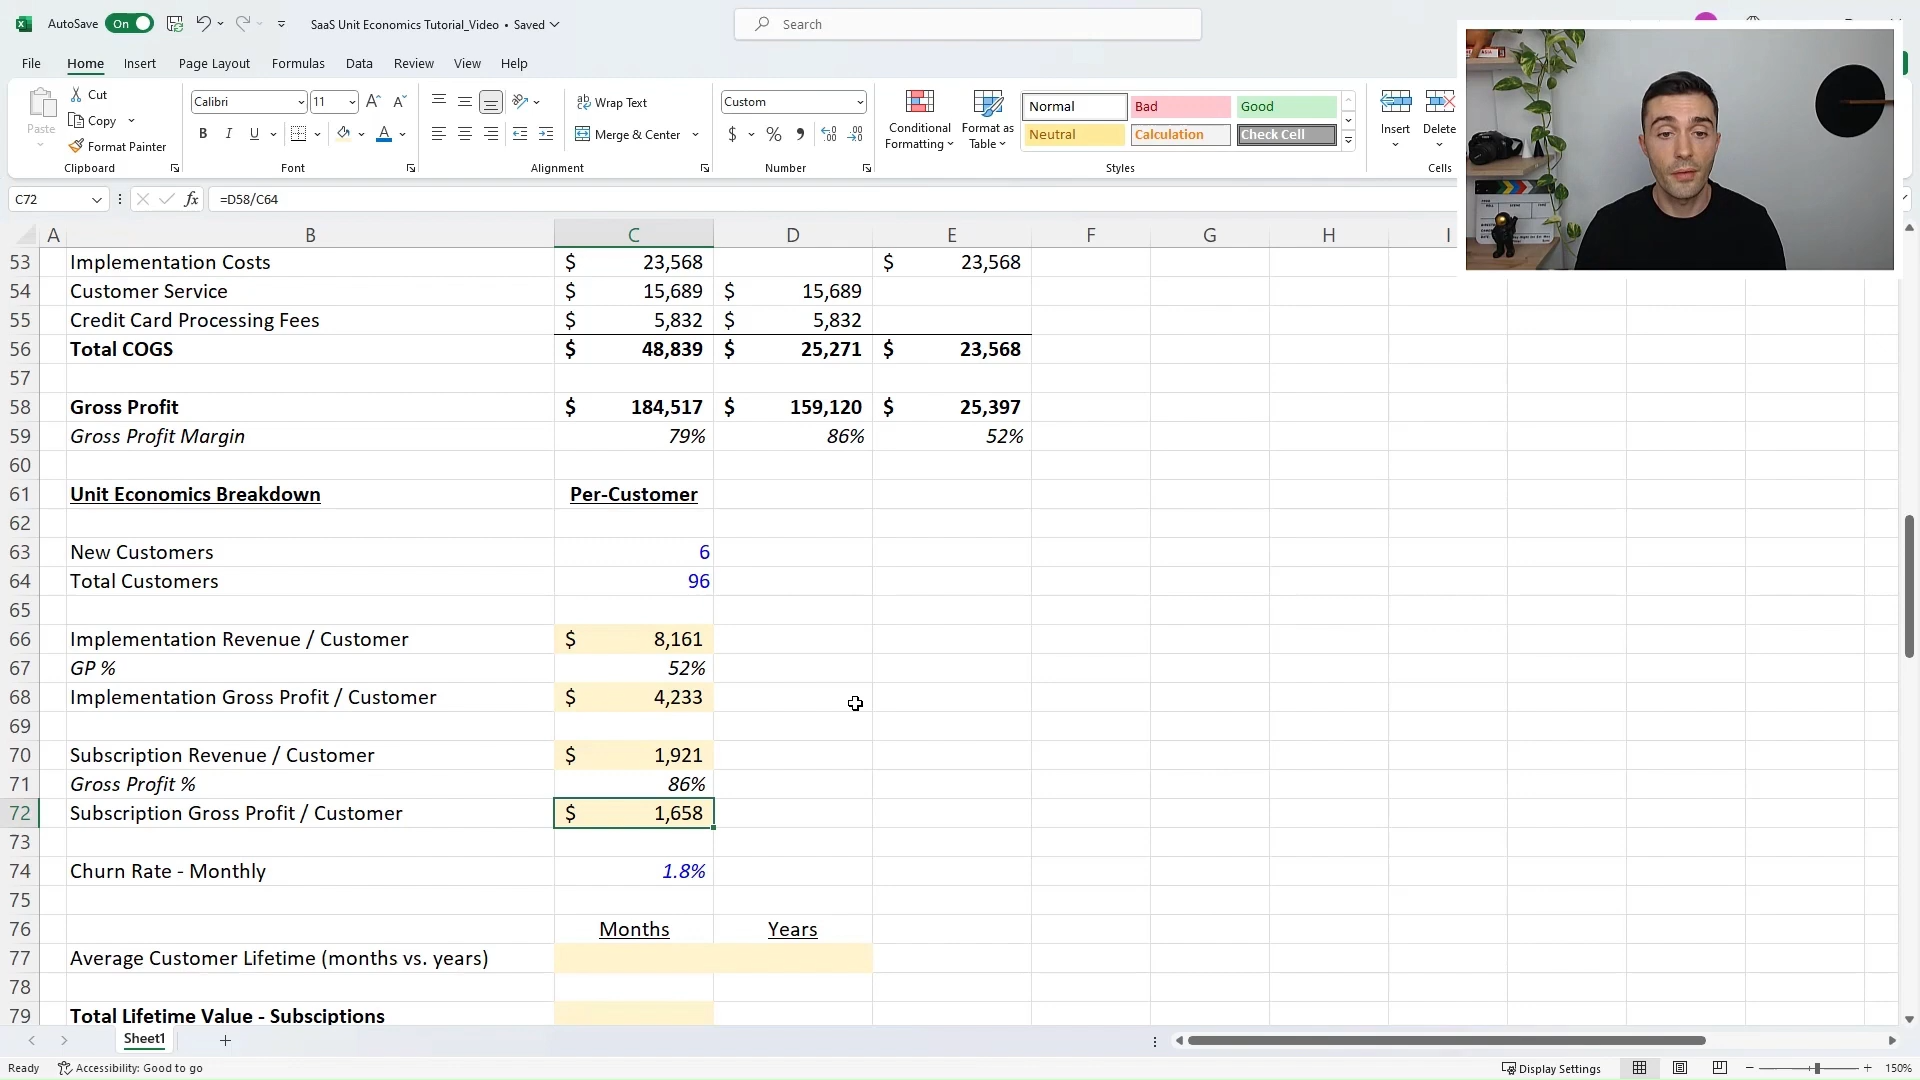 AutoSave On SaaS Unit Economics Tutorial_Video • Saved Search
File Home Insert Page Layout Formulas Data Review View Help
Paste Cut Copy Format Painter Clipboard
Calibri 11 B I U Font
Wrap Text Merge & Center Alignment
Custom $ % Number
Conditional Formatting Format as Table
Normal Bad Good
Neutral Calculation Check Cell
Styles
Insert Delete Cells
C72 fx =D58/C64
A B C D E F G H I
53 Implementation Costs $ 23,568 $ 23,568
54 Customer Service $ 15,689 $ 15,689
55 Credit Card Processing Fees $ 5,832 $ 5,832
56 Total COGS $ 48,839 $ 25,271 $ 23,568
57
58 Gross Profit $ 184,517 $ 159,120 $ 25,397
59 Gross Profit Margin 79% 86% 52%
60
61 Unit Economics Breakdown Per-Customer
62
63 New Customers 6
64 Total Customers 96
65
66 Implementation Revenue / Customer $ 8,161
67 GP % 52%
68 Implementation Gross Profit / Customer $ 4,233
69
70 Subscription Revenue / Customer $ 1,921
71 Gross Profit % 86%
72 Subscription Gross Profit / Customer $ 1,658
73
74 Churn Rate - Monthly 1.8%
75
76 Months Years
77 Average Customer Lifetime (months vs. years)
78
79 Total Lifetime Value - Subsciptions
Sheet1
Ready Accessibility: Good to go Display Settings 150%